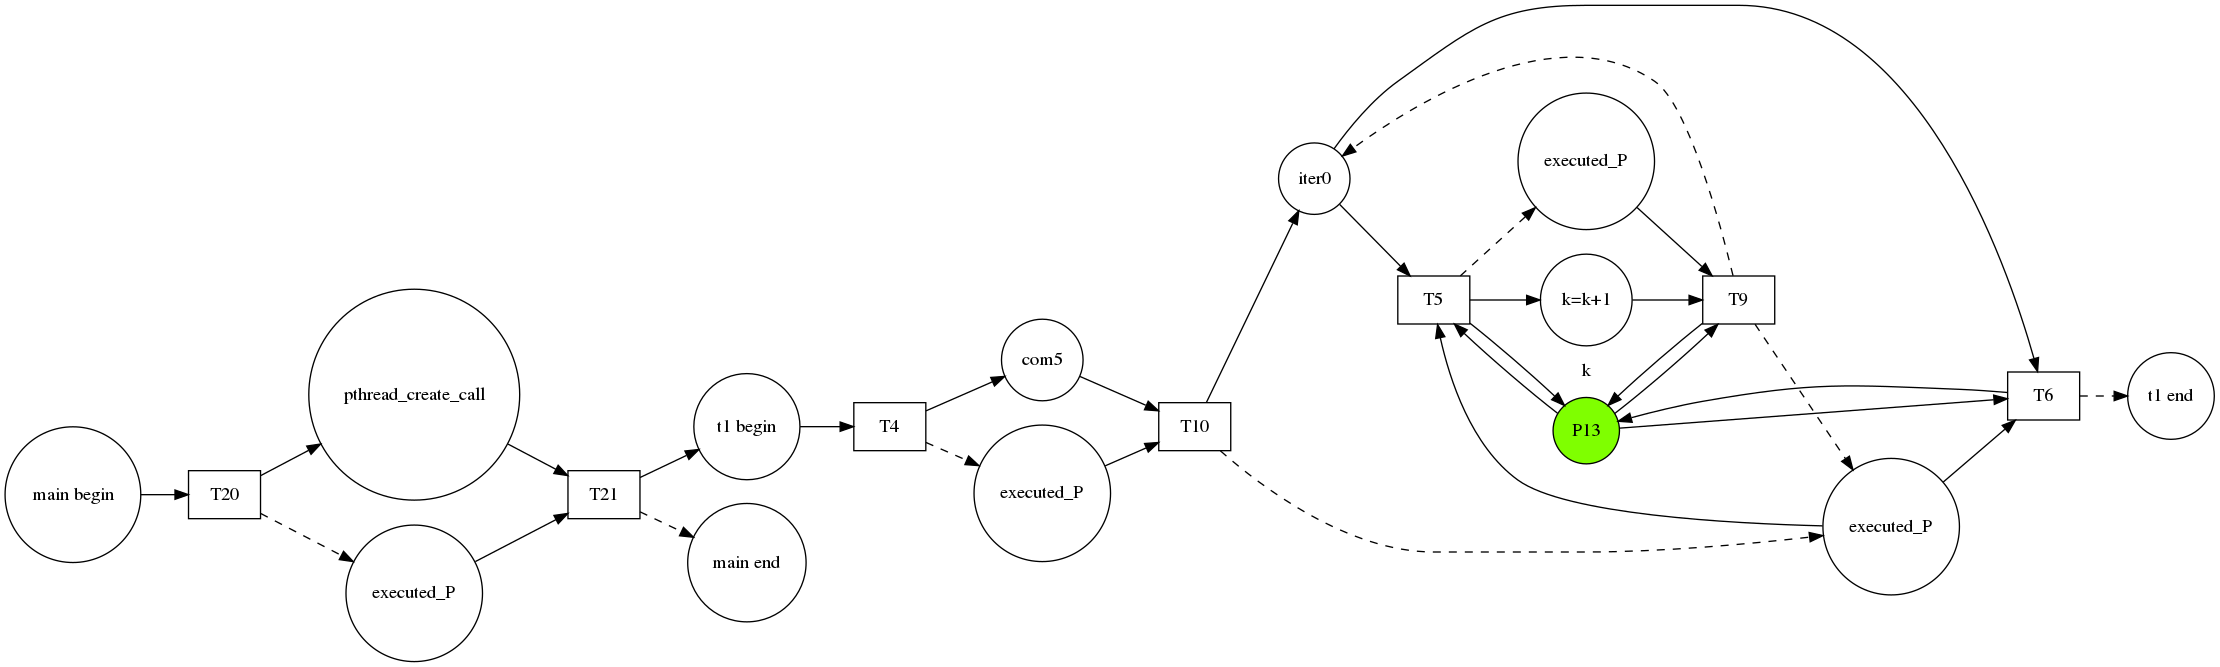 main begin
T20
pthread_create_call
executed_P
T21
t1 begin
main end
T4
com5
executed_P
T10
iter0
T5
executed_P
k=k+1
k
P13
T9
executed_P
T6
t1 end